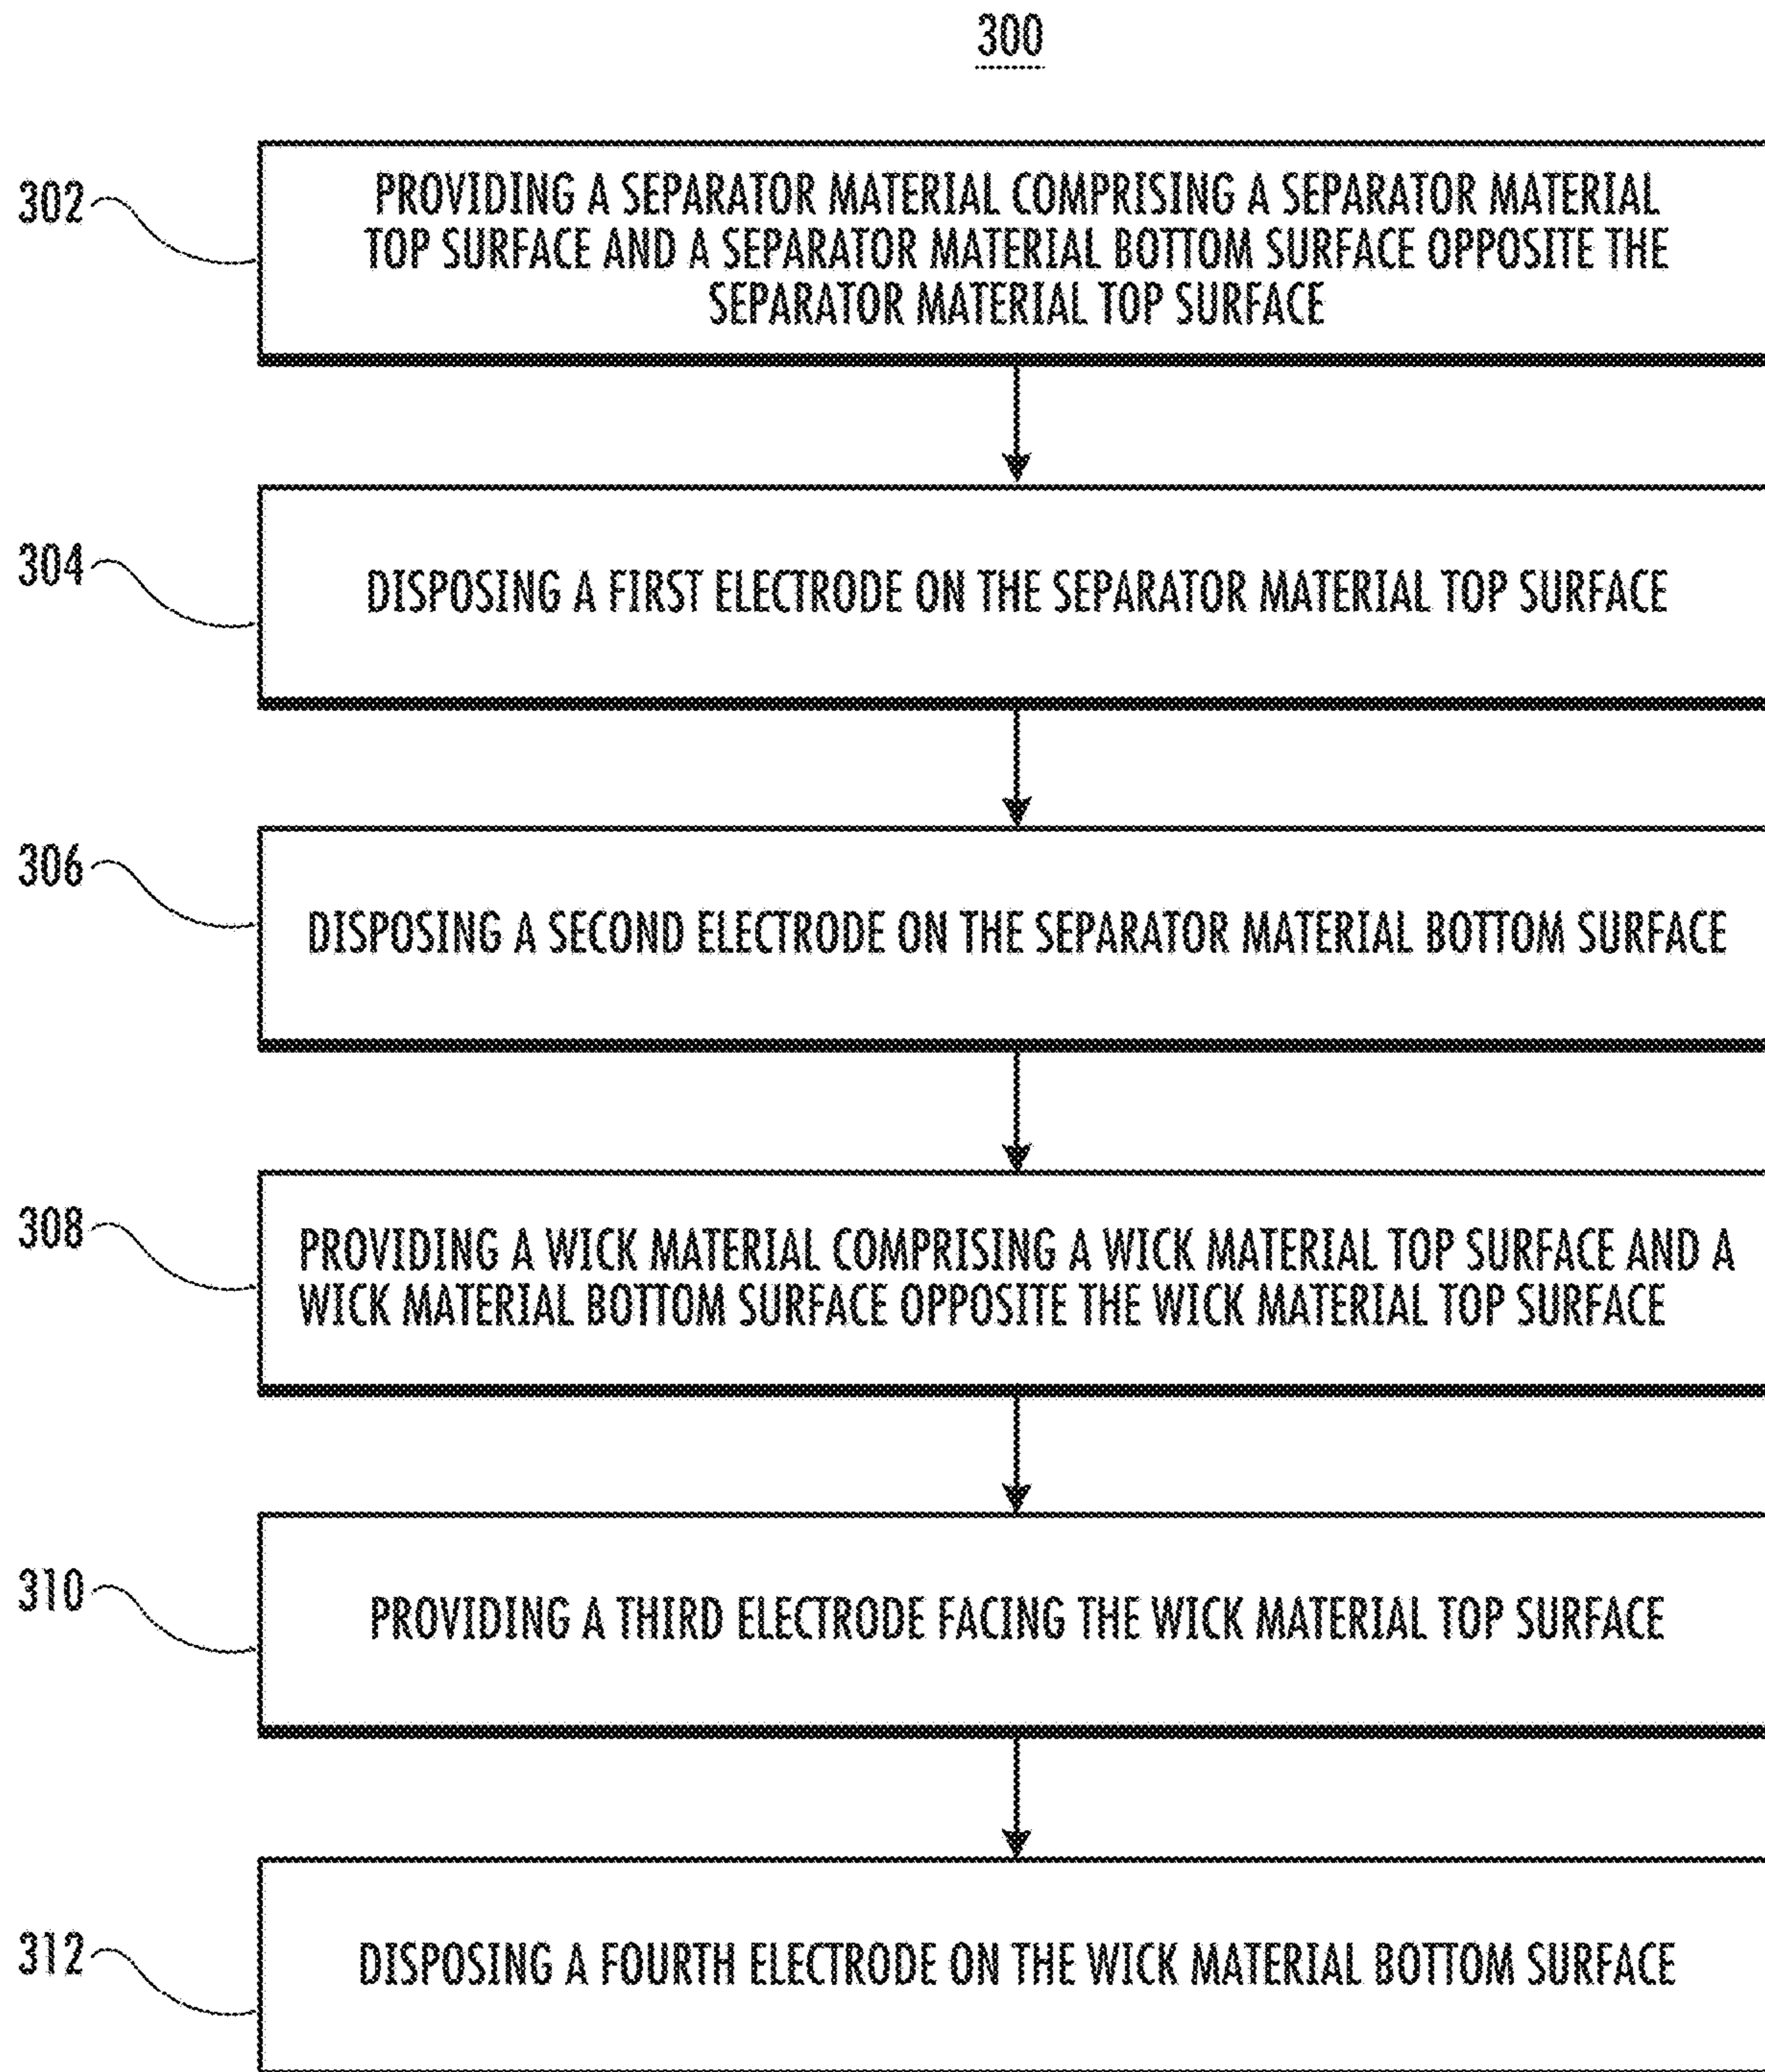 300
302
PROVIDING A SEPARATOR MATERIAL COMPRISING A SEPARATOR MATERIAL
TOP SURFACE AND A SEPARATOR MATERIAL BOTTOM SURFACE OPPOSITE THE
SEPARATOR MATERIAL TOP SURFACE
304
DISPOSING A FIRST ELECTRODE ON THE SEPARATOR MATERIAL TOP SURFACE
306
DISPOSING A SECOND ELECTRODE ON THE SEPARATOR MATERIAL BOTTOM SURFACE
308
PROVIDING A WICK MATERIAL COMPRISING A WICK MATERIAL TOP SURFACE AND A
WICK MATERIAL BOTTOM SURFACE OPPOSITE THE WICK MATERIAL TOP SURFACE
310
PROVIDING A THIRD ELECTRODE FACING THE WICK MATERIAL TOP SURFACE
312
DISPOSING A FOURTH ELECTRODE ON THE WICK MATERIAL BOTTOM SURFACE